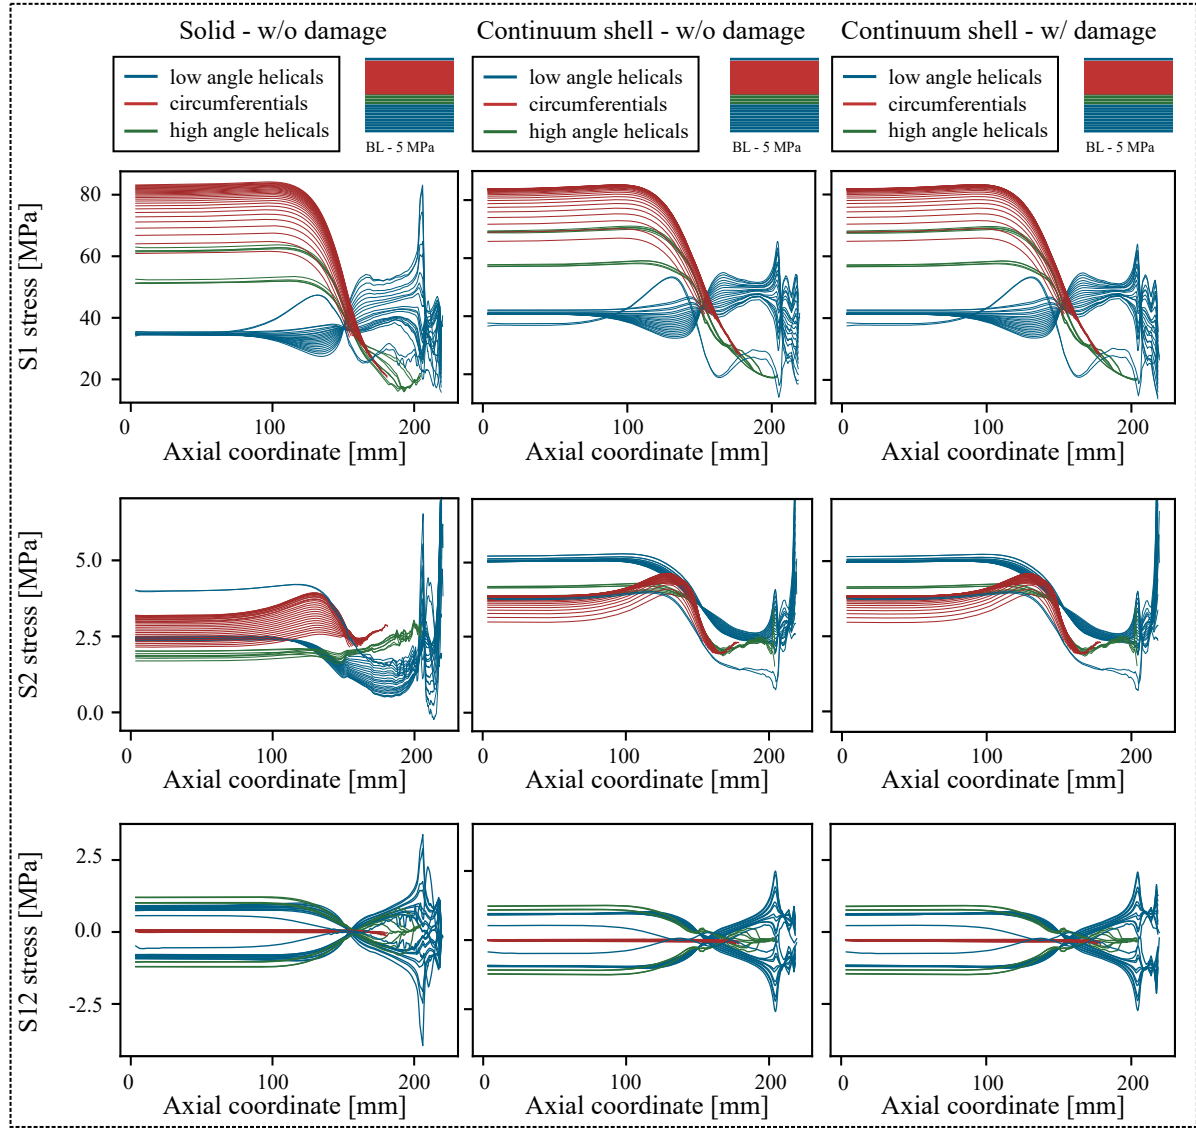 Solid - w/o damage
Continuum shell - w/o damage
Continuum shell - w/ damage
low angle helicals
circumferentials
high angle helicals
BL - 5 MPa
low angle helicals
circumferentials
high angle helicals
BL - 5 MPa
low angle helicals
circumferentials
high angle helicals
BL - 5 MPa
S1 stress [MPa]
80
60
40
20
0 100 200
0 100 200
0 100 200
Axial coordinate [mm]
Axial coordinate [mm]
Axial coordinate [mm]
S2 stress [MPa]
5.0
2.5
0.0
0 100 200
0 100 200
0 100 200
Axial coordinate [mm]
Axial coordinate [mm]
Axial coordinate [mm]
S12 stress [MPa]
2.5
0.0
-2.5
0 100 200
0 100 200
0 100 200
Axial coordinate [mm]
Axial coordinate [mm]
Axial coordinate [mm]